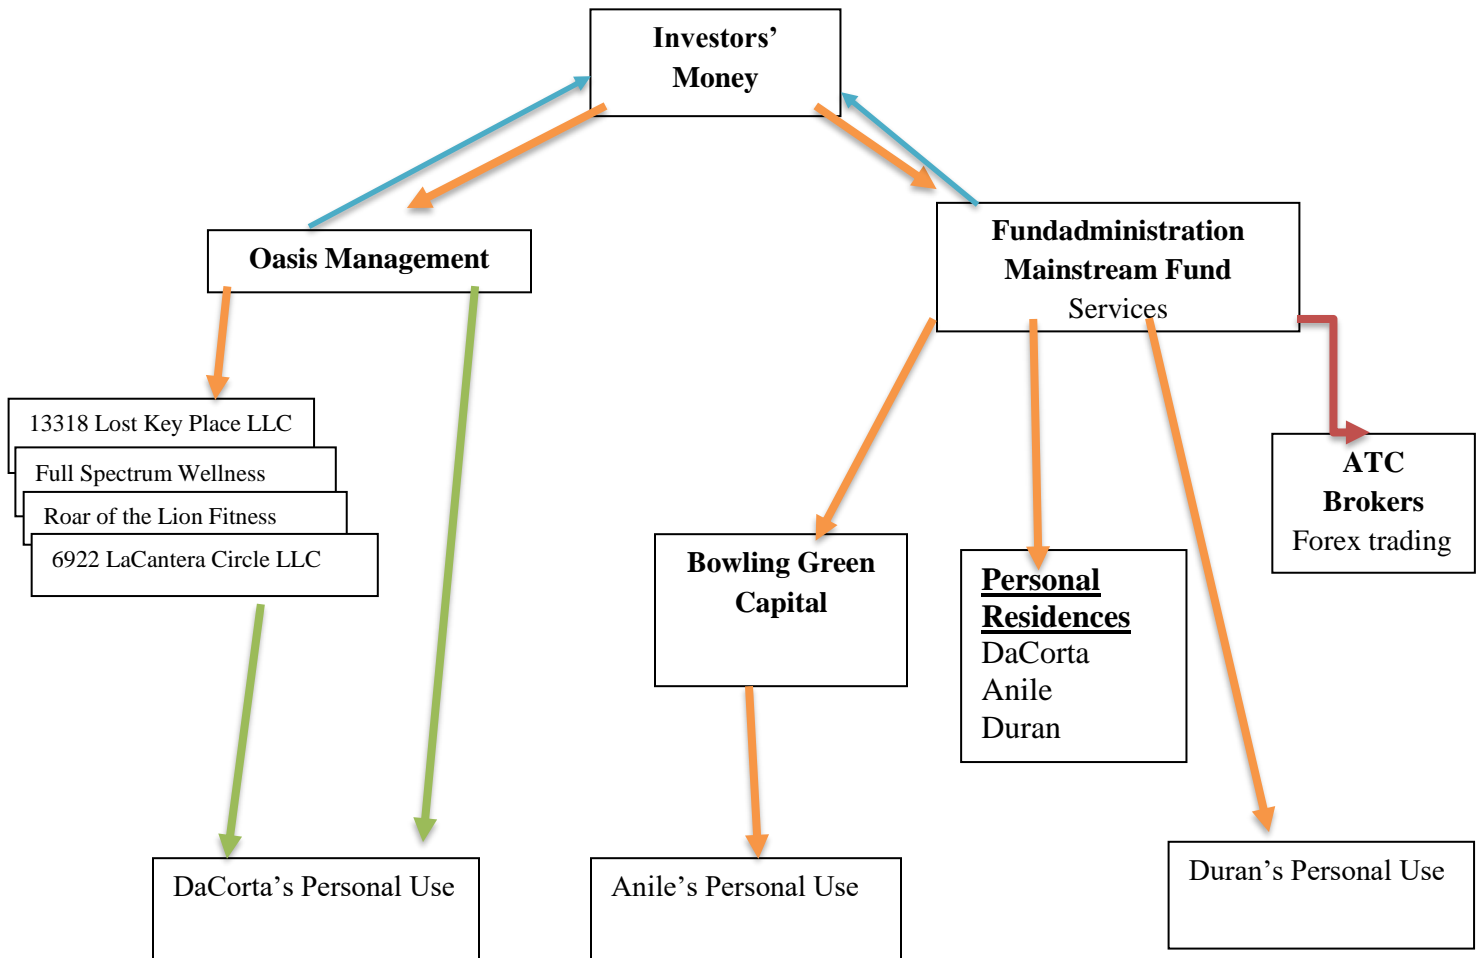 Investors’
Money
Oasis Management
Fundadministration
Mainstream Fund
Services
13318 Lost Key Place LLC
Full Spectrum Wellness
Roar of the Lion Fitness
6922 LaCantera Circle LLC
ATC
Brokers
Forex trading
Bowling Green
Capital
Personal
Residences
DaCorta
Anile
Duran
DaCorta’s Personal Use
Anile’s Personal Use
Duran’s Personal Use